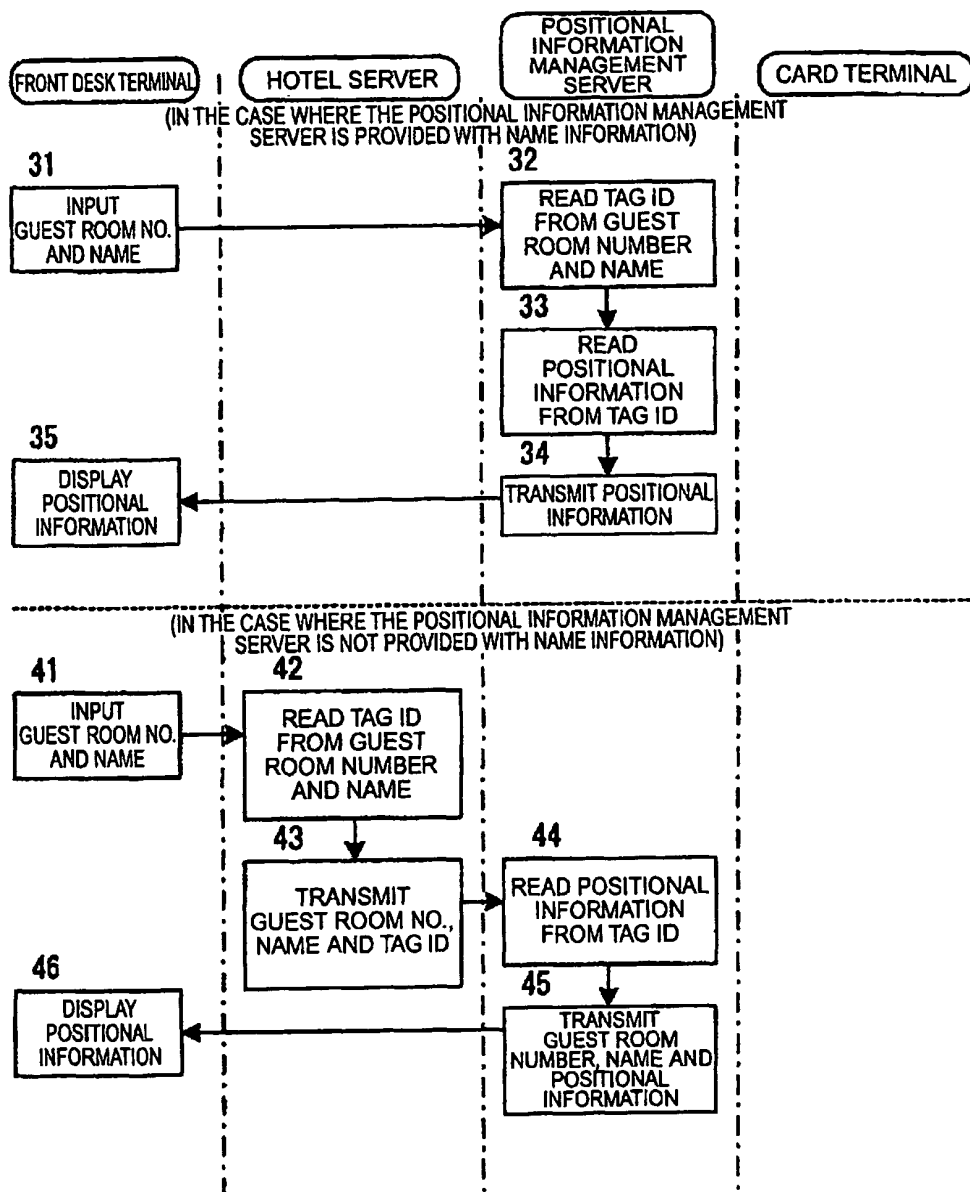 FRONT DESK TERMINAL
HOTEL SERVER
POSITIONAL
INFORMATION
MANAGEMENT
SERVER
CARD TERMINAL
(IN THE CASE WHERE THE POSITIONAL INFORMATION MANAGEMENT
SERVER IS PROVIDED WITH NAME INFORMATION)
31
INPUT
GUEST ROOM NO.
AND NAME
32
READ TAG ID
FROM GUEST
ROOM NUMBER
AND NAME
33
READ
POSITIONAL
INFORMATION
FROM TAG ID
34
TRANSMIT POSITIONAL
INFORMATION
35
DISPLAY
POSITIONAL
INFORMATION
(IN THE CASE WHERE THE POSITIONAL INFORMATION MANAGEMENT
SERVER IS NOT PROVIDED WITH NAME INFORMATION)
41
INPUT
GUEST ROOM NO.
AND NAME
42
READ TAG ID
FROM GUEST
ROOM NUMBER
AND NAME
43
TRANSMIT
GUEST ROOM NO.,
NAME AND TAG ID
44
READ POSITIONAL
INFORMATION
FROM TAG ID
45
TRANSMIT
GUEST ROOM
NUMBER, NAME AND
POSITIONAL
INFORMATION
46
DISPLAY
POSITIONAL
INFORMATION